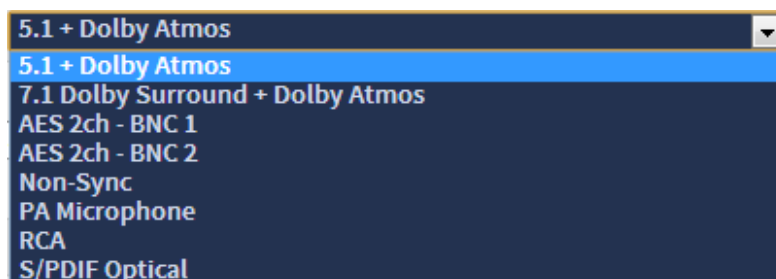 5.1 + Dolby Atmos
5.1 + Dolby Atmos
7.1 Dolby Surround + Dolby Atmos
AES 2ch - BNC 1
AES 2ch - BNC 2
Non-Sync
PA Microphone
RCA
S/PDIF Optical